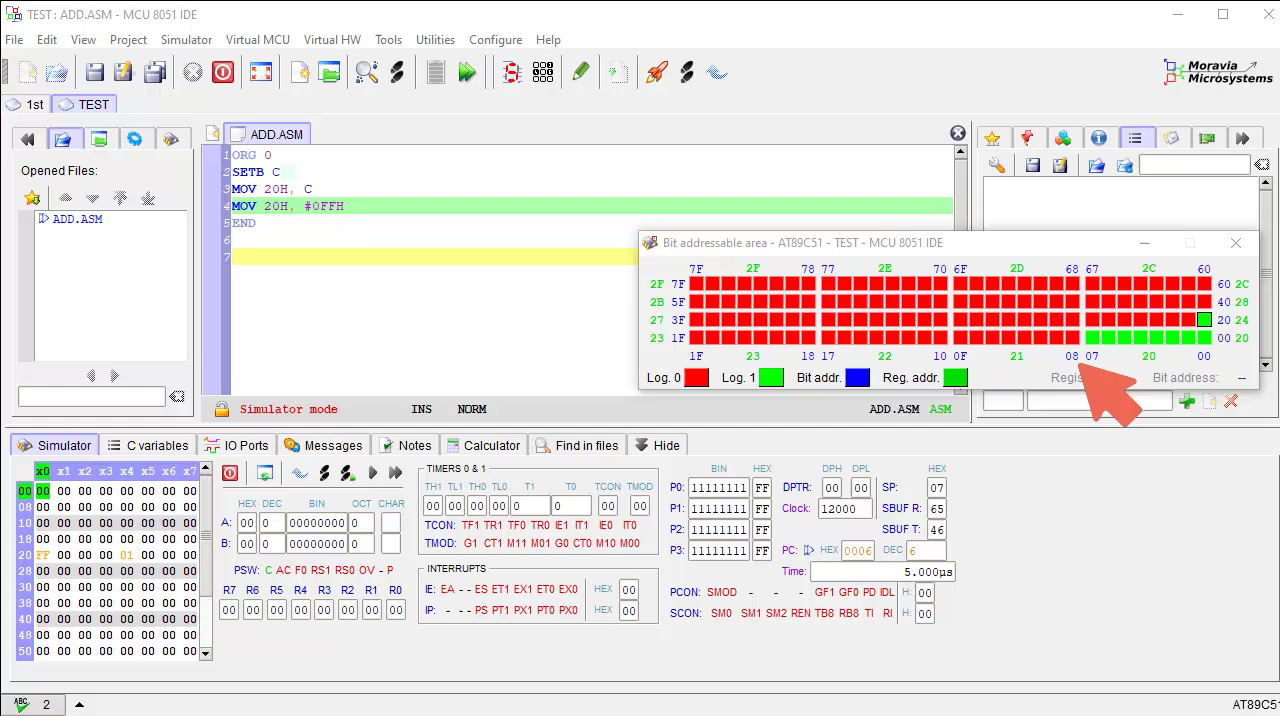 TEST : ADD.ASM - MCU 8051 IDE
File Edit View Project Simulator Virtual MCU Virtual HW Tools Utilities Configure Help
Moravia
Microsystems
1st TEST
ADD.ASM
Opened Files:
ADD.ASM
1 ORG 0
2 SETB C
3 MOV 20H, C
4 MOV 20H, #0FFH
5 END
6
7
Bit addressable area - AT89C51 - TEST - MCU 8051 IDE
7F 2F 78 77 2E 70 6F 2D 68 67 2C 60
2F 7F 60 2C
2B 5F 40 28
27 3F 20 24
23 1F 00 20
1F 23 18 17 22 10 0F 21 08 07 20 00
Log. 0 Log. 1 Bit addr. Reg. addr. Bit address: --
Simulator mode INS NORM ADD.ASM ASM
Simulator C variables IO Ports Messages Notes Calculator Find in files Hide
x0 x1 x2 x3 x4 x5 x6 x7
00 00 00 00 00 00 00 00 00
08 00 00 00 00 00 00 00 00
10 00 00 00 00 00 00 00 00
18 00 00 00 00 00 00 00 00
20 FF 00 00 00 01 00 00 00
28 00 00 00 00 00 00 00 00
30 00 00 00 00 00 00 00 00
38 00 00 00 00 00 00 00 00
40 00 00 00 00 00 00 00 00
48 00 00 00 00 00 00 00 00
50 00 00 00 00 00 00 00 00
HEX DEC BIN OCT CHAR
A: 00 0 00000000 0
B: 00 0 00000000 0
PSW: C AC F0 RS1 RS0 OV - P
R7 R6 R5 R4 R3 R2 R1 R0
00 00 00 00 00 00 00 00
TIMERS 0 & 1
TH1 TL1 TH0 TL0 T1 T0 TCON TMOD
00 00 00 00 0 0 00 00
TCON: TF1 TR1 TF0 TR0 IE1 IT1 IE0 IT0
TMOD: G1 CT1 M11 M01 G0 CT0 M10 M00
INTERRUPTS
IE: EA - - ES ET1 EX1 ET0 EX0 HEX 00
IP: - - - PS PT1 PX1 PT0 PX0 HEX 00
BIN HEX
P0: 11111111 FF
P1: 11111111 FF
P2: 11111111 FF
P3: 11111111 FF
DPH DPL HEX
DPTR: 00 00 SP: 07
Clock: 12000 SBUF R: 65
SBUF T: 46
PC: HEX 0006 DEC 6
Time: 5.000µs
PCON: SMOD - - - GF1 GF0 PD IDL H: 00
SCON: SM0 SM1 SM2 REN TB8 RB8 TI RI H: 00
ABC 2 AT89C51